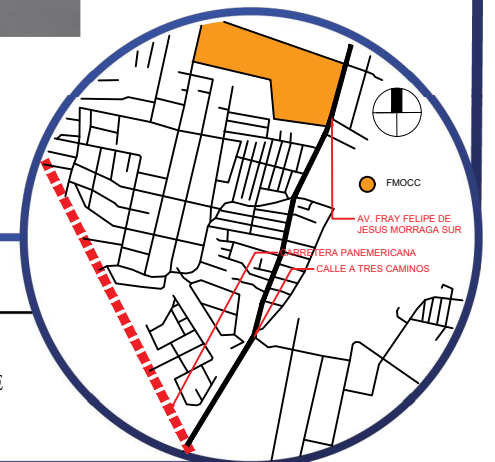 FMOCC
AV. FRAY FELIPE DE
JESUS MORRAGA SUR
CARRETERA PANEMERICANA
CALLE A TRES CAMINOS
E